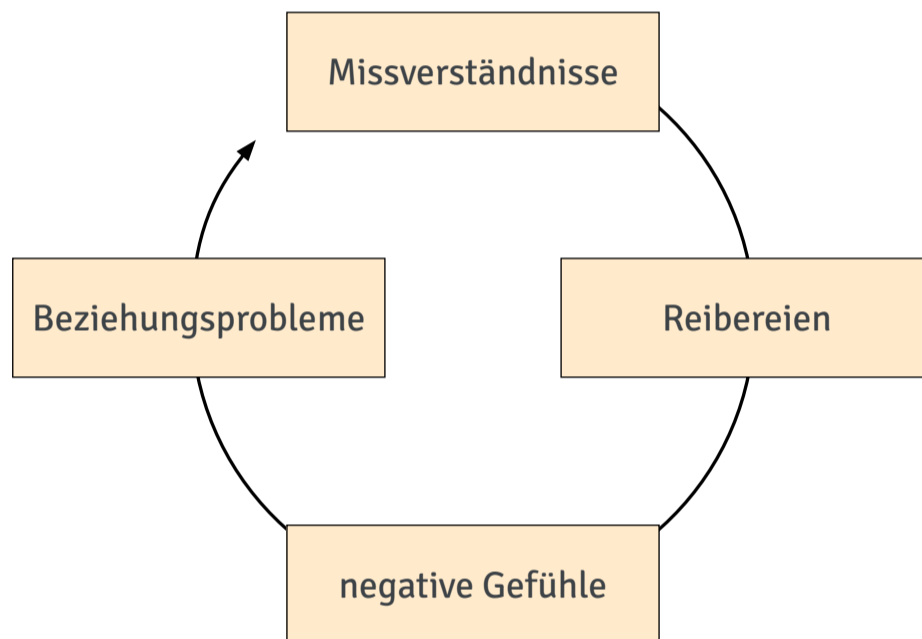 Missverständnisse
Beziehungsprobleme
Reibereien
negative Gefühle